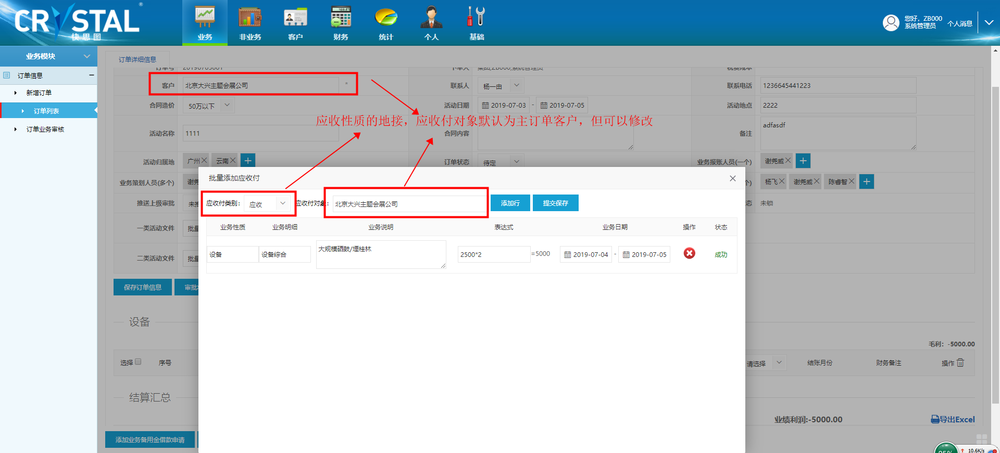 CRYSTAL
®
快思图
业务
非业务
客户
财务
统计
个人
基础
您好，ZB000
系统管理员
个人消息
业务模块
订单信息
新增订单
订单列表
订单业务审核
订单详细信息
客户 北京大兴主题会展公司 *
联系人 杨一由
联系电话 1236645441223
合同造价 50万以下
活动日期 2019-07-03 - 2019-07-05
活动地点 2222
应收性质的地接，应收付对象默认为主订单客户，但可以修改
活动名称 1111
合同内容
备注 adfasdf
活动归属地 广州 云南
订单状态 待定
业务报账人员(一个) 谢尧威
业务策划人员(多个) 谢尧
个) 杨飞 谢尧威 陈睿智
推送上级审批 未推
态 未锁
一类活动文件 批量
二类活动文件 批量
保存订单信息 审批
批量添加应收付
应收付类别： 应收 应收付对象： 北京大兴主题会展公司 添加行 提交保存
业务性质 业务明细 业务说明 表达式 业务日期 操作 状态
设备 设备综合 大规模硒鼓/堙桂林 2500*2 =5000 2019-07-04 - 2019-07-05 成功
设备
毛利：-5000.00
选择 序号 请选择 结账月份 财务备注 操作
结算汇总
业绩利润:-5000.00 导出Excel
添加业务备用金借款申请
10.6K/s